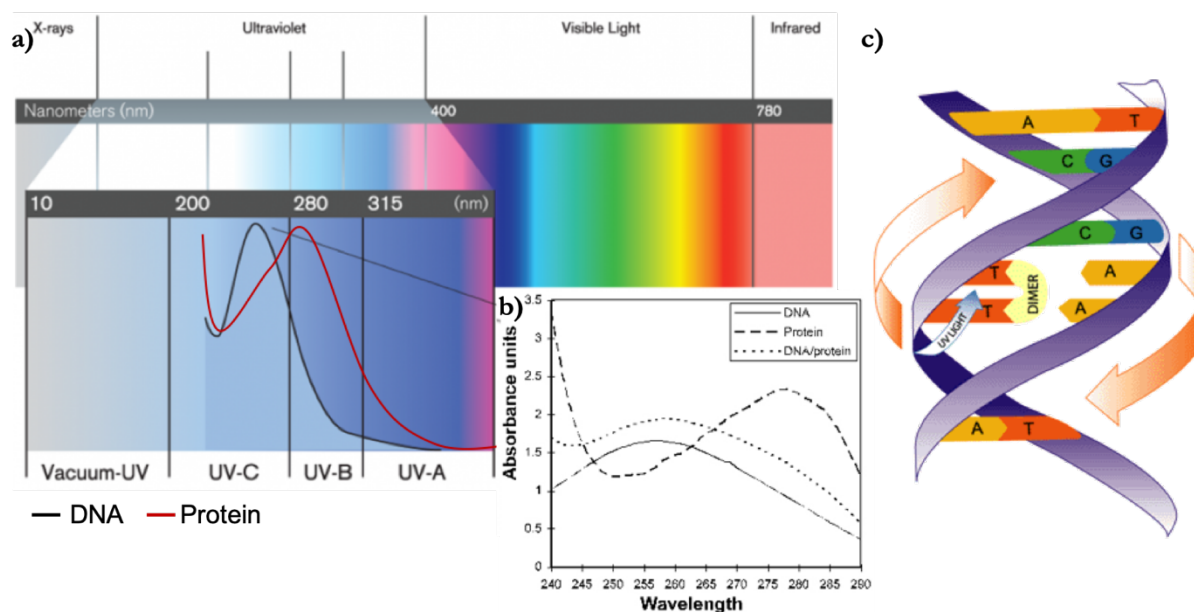 a)
X-rays Ultraviolet Visible Light Infrared
Nanometers (nm) 400 780
10 200 280 315 (nm)
Vacuum-UV UV-C UV-B UV-A
DNA Protein
b)
3.5
3
2.5
2
1.5
1
0.5
0
Absorbance units
DNA
Protein
DNA/protein
240 245 250 255 260 265 270 275 280 285 290
Wavelength
c)
A T
C G
C G
T A
DIMER
T A
UV LIGHT
A T